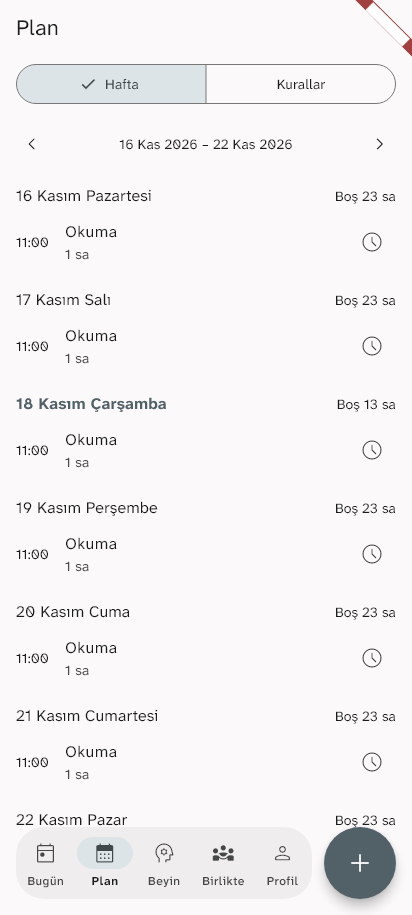 Plan
Hafta
Kurallar
16 Kas 2026 – 22 Kas 2026
16 Kasım Pazartesi
Boş 23 sa
11:00
Okuma
1 sa
17 Kasım Salı
Boş 23 sa
11:00
Okuma
1 sa
18 Kasım Çarşamba
Boş 13 sa
11:00
Okuma
1 sa
19 Kasım Perşembe
Boş 23 sa
11:00
Okuma
1 sa
20 Kasım Cuma
Boş 23 sa
11:00
Okuma
1 sa
21 Kasım Cumartesi
Boş 23 sa
11:00
Okuma
1 sa
22 Kasım Pazar
Boş 23 sa
Bugün
Plan
Beyin
Birlikte
Profil